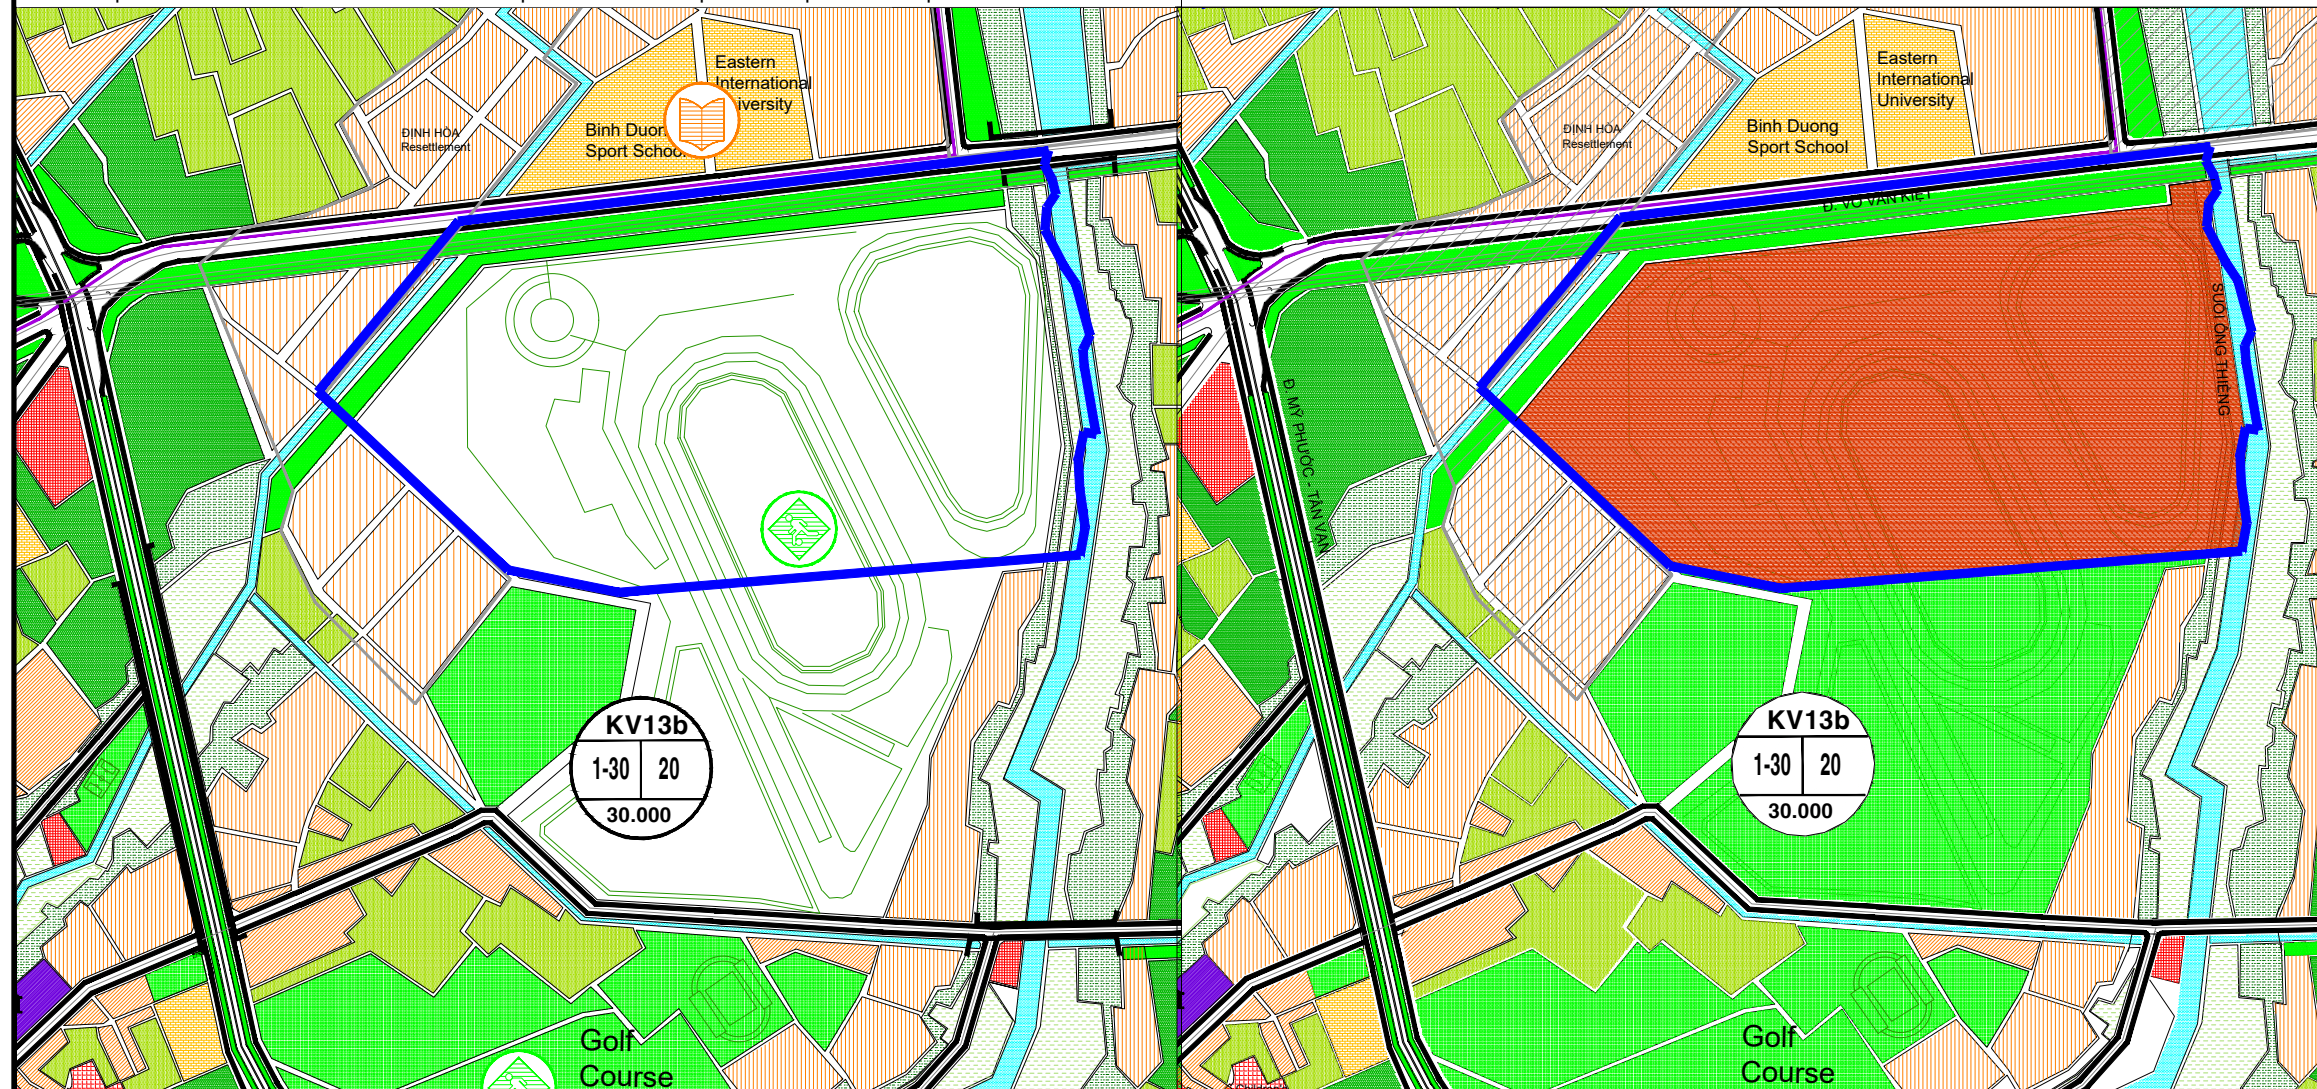 Eastern
International
iversity
Binh Duon
Sport School
ĐỊNH HÒA
Resettlement
KV13b
1-30 20
30.000
Golf
Course
Eastern
International
University
Binh Duong
Sport School
ĐỊNH HÒA
Resettlement
Đ. VÕ VĂN KIỆT
SUỐI ÔNG THIỀNG
Đ. MỸ PHƯỚC - TÂN VẠN
KV13b
1-30 20
30.000
Golf
Course